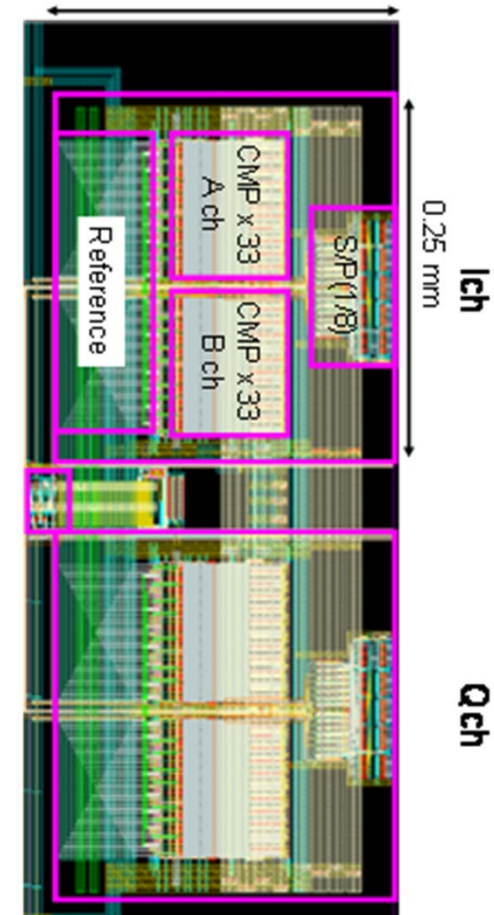 Ich
0.25 mm
S/P(1/8)
CMP x 33
A ch
CMP x 33
B ch
Reference
Qch